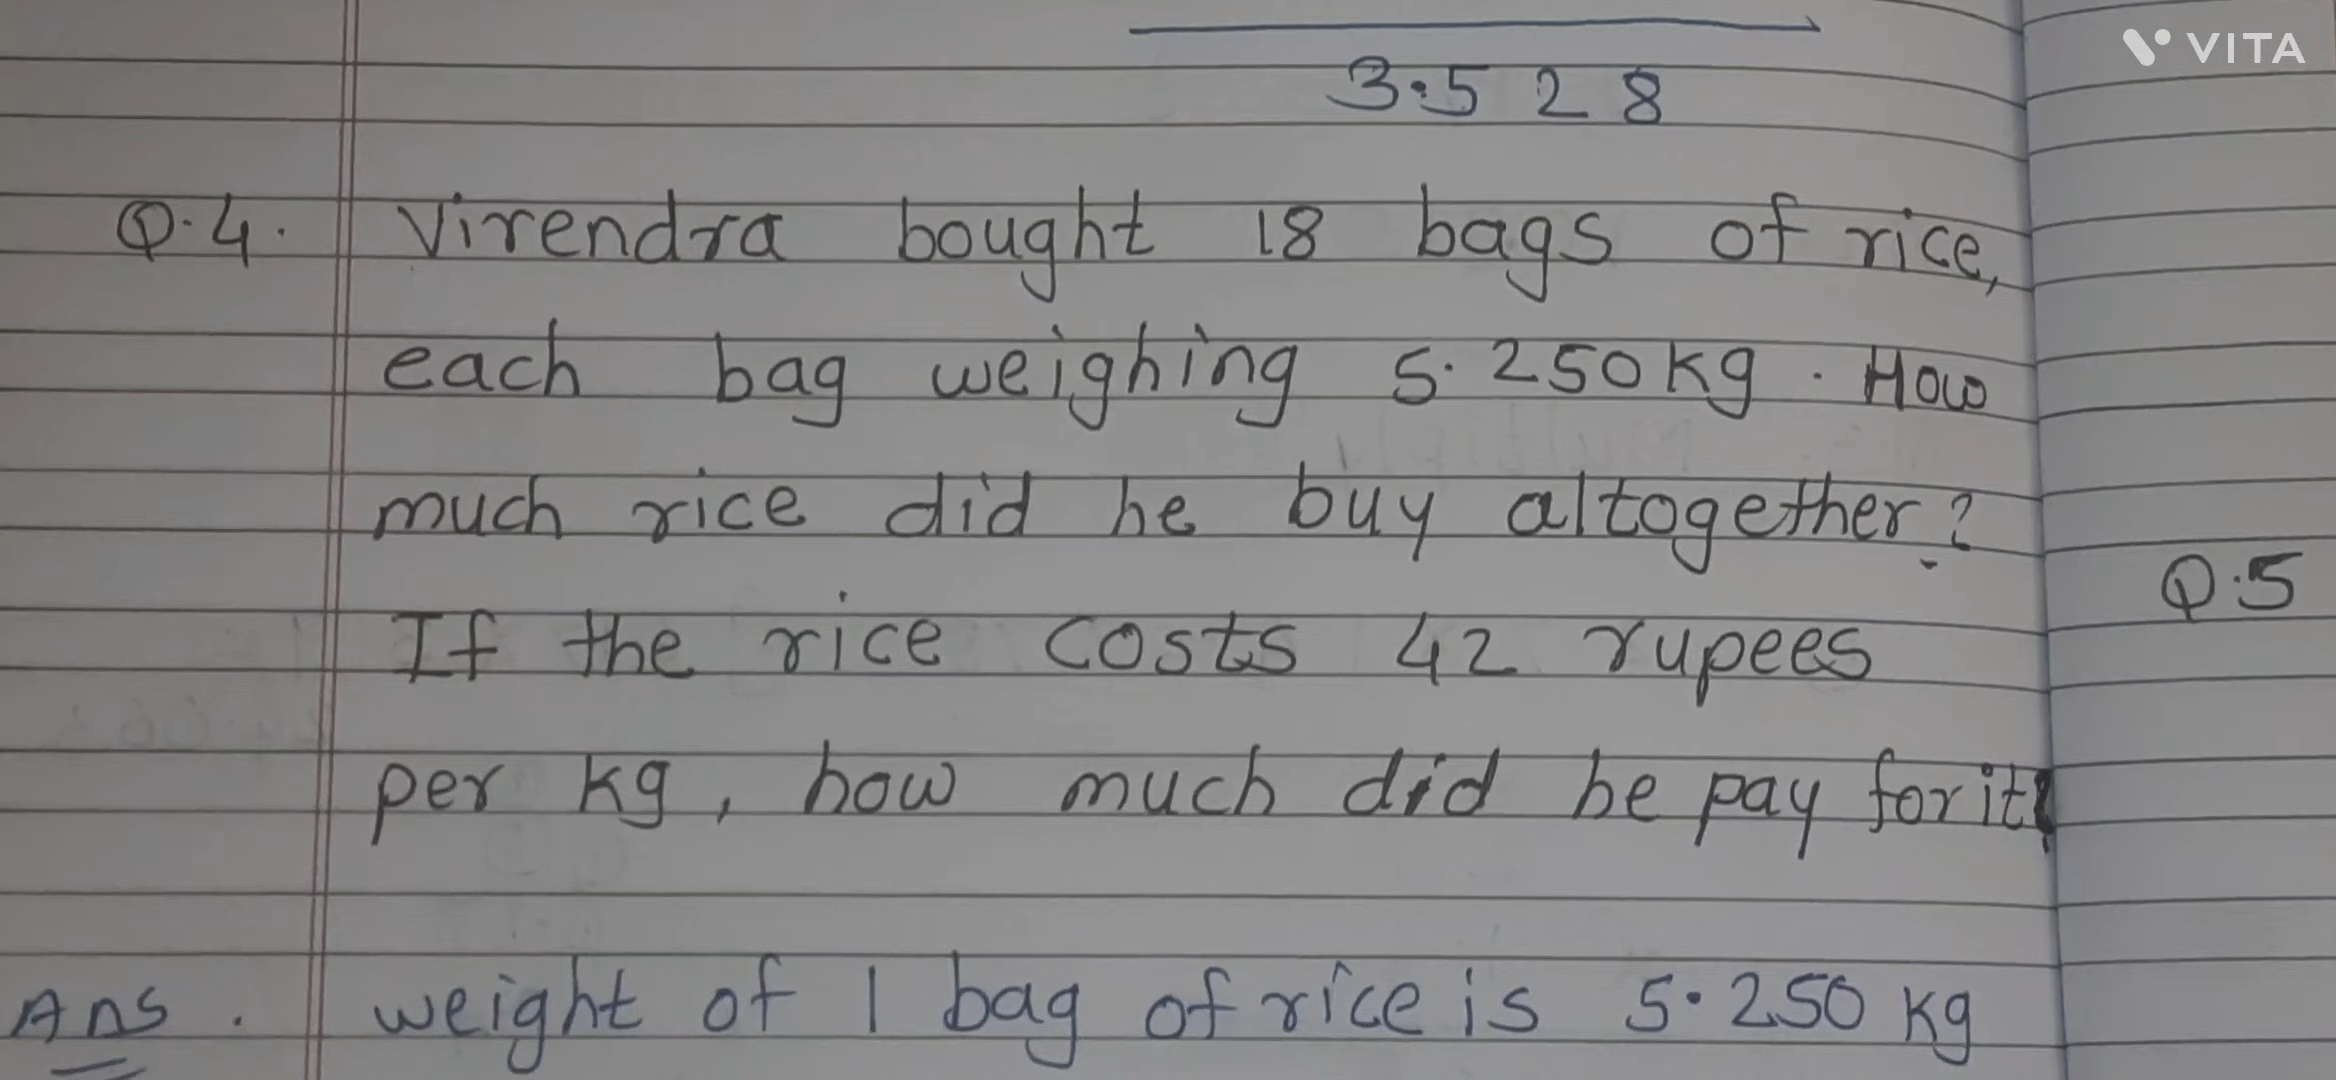 VITA
3.528
Q.4. Virendra bought 18 bags of rice,
each bag weighing 5.250 kg. How
much rice did he buy altogether?
If the rice costs 42 rupees
per kg, how much did he pay for it?
Q.5
Ans. weight of 1 bag of rice is 5.250 kg